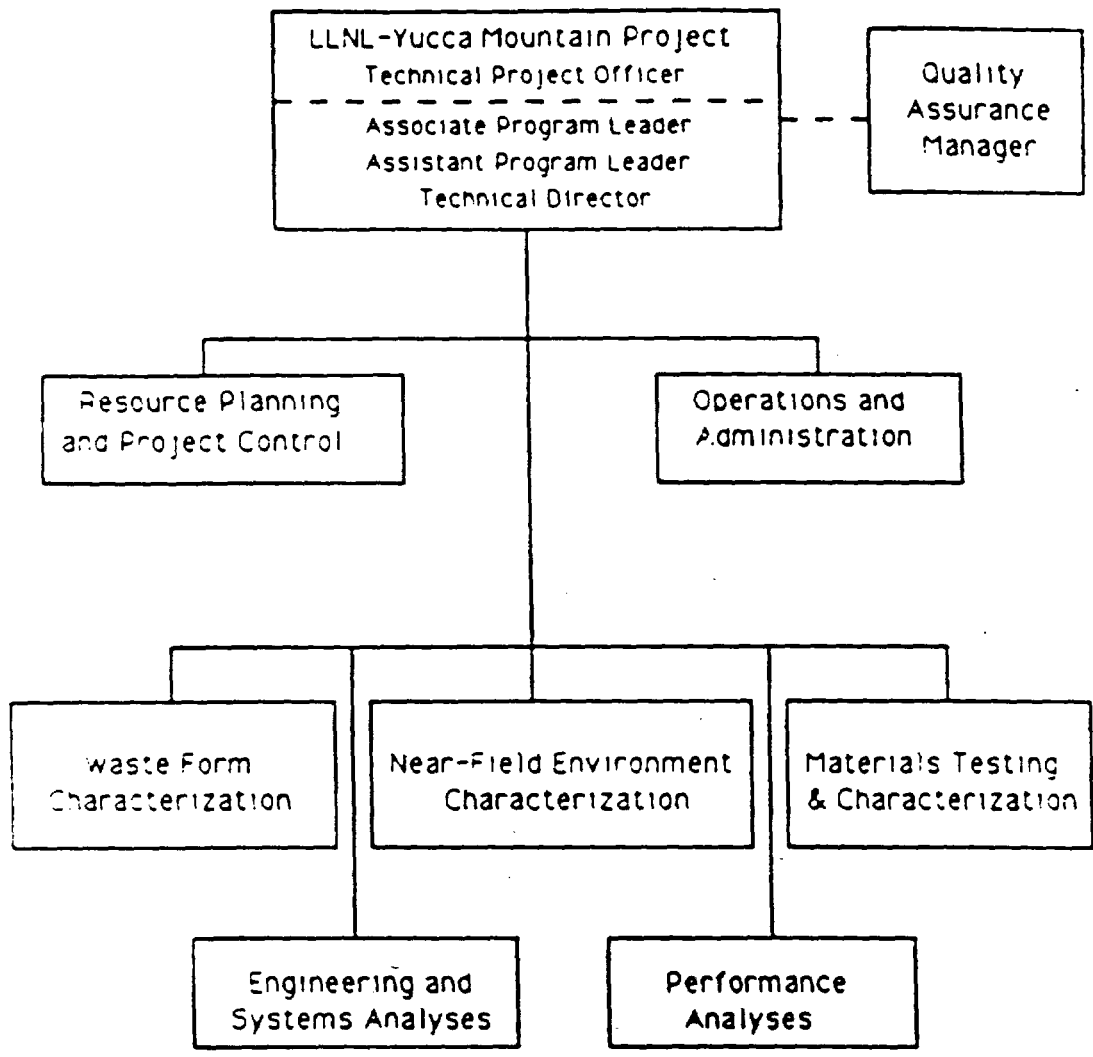 LLNL-Yucca Mountain Project
Technical Project Officer
Associate Program Leader
Assistant Program Leader
Technical Director
Quality
Assurance
Manager
Resource Planning
and Project Control
Operations and
Administration
Waste Form
Characterization
Near-Field Environment
Characterization
Materials Testing
& Characterization
Engineering and
Systems Analyses
Performance
Analyses